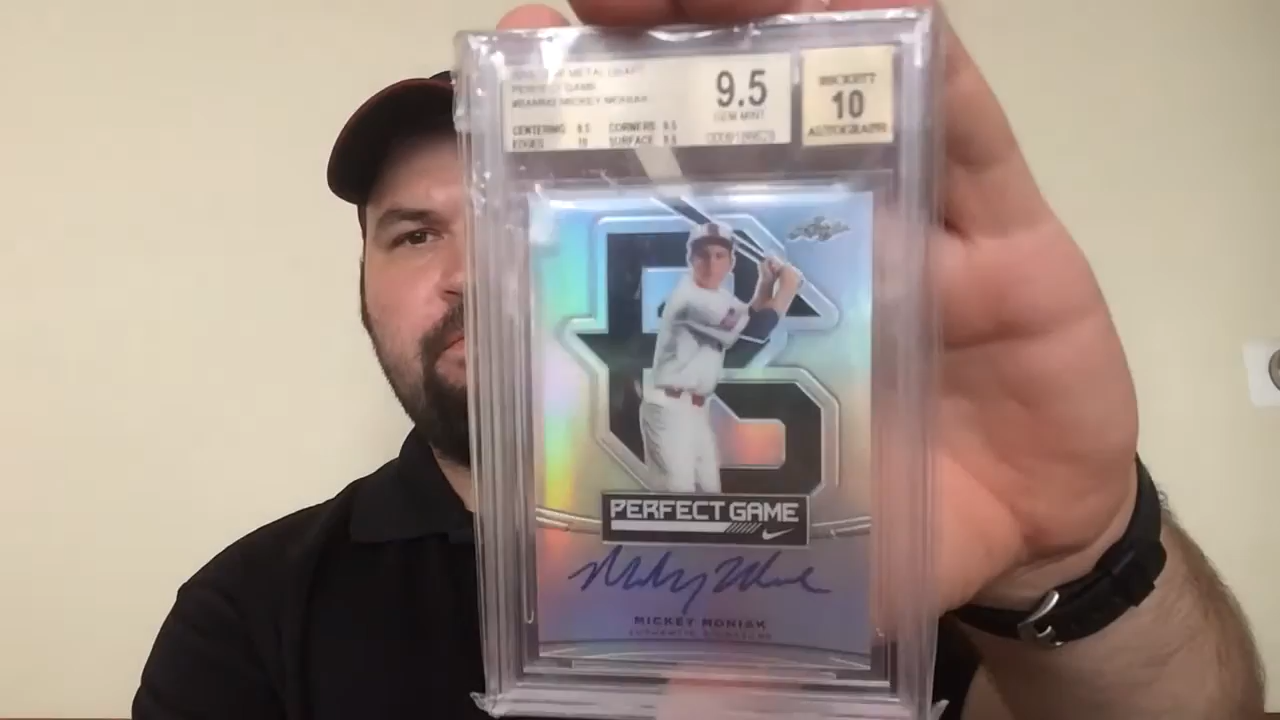 METAL DRAFT
PERFECT GAME
MICKEY MONIAK
CENTERING 9.5 CORNERS 9.5
EDGES 10 SURFACE 9.5
9.5
GEM MINT
BECKETT
10
AUTOGRAPH
Leaf
PERFECT GAME
MICKEY MONIAK
AUTHENTIC SIGNATURE